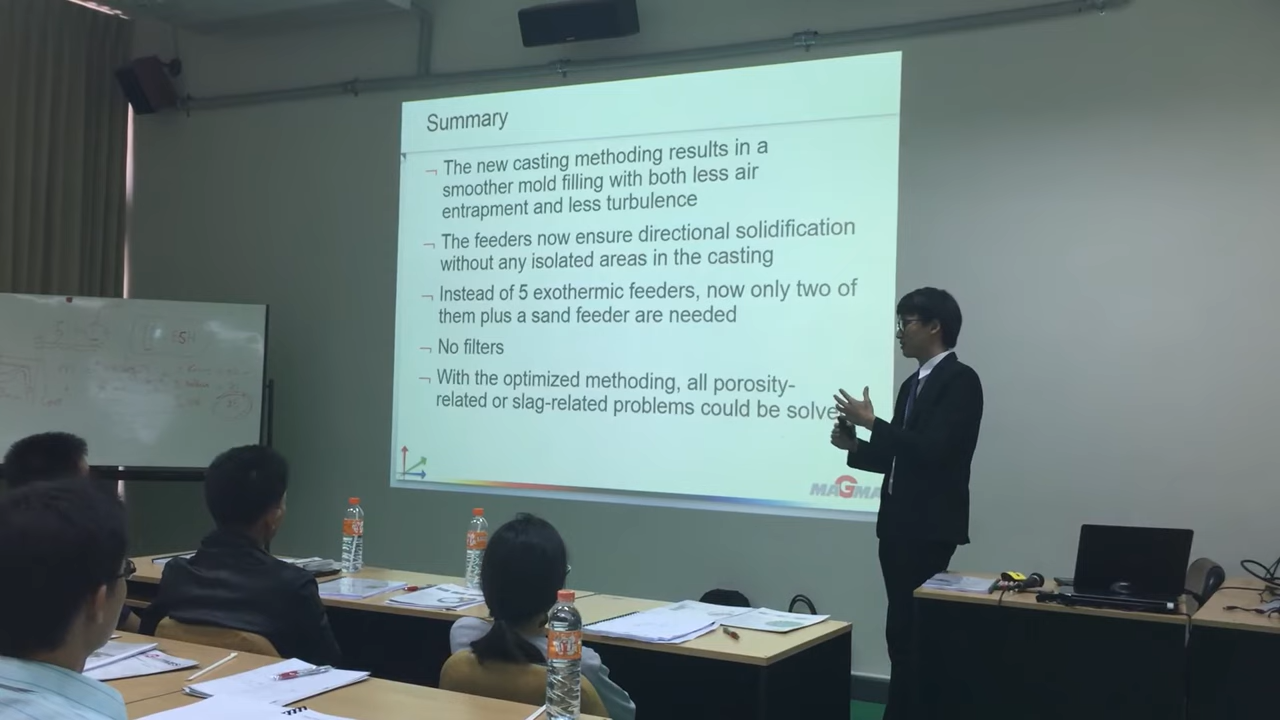 Summary
The new casting methoding results in a
smoother mold filling with both less air
entrapment and less turbulence
The feeders now ensure directional solidification
without any isolated areas in the casting
Instead of 5 exothermic feeders, now only two of
them plus a sand feeder are needed
No filters
With the optimized methoding, all porosity-
related or slag-related problems could be solve
MAGMA